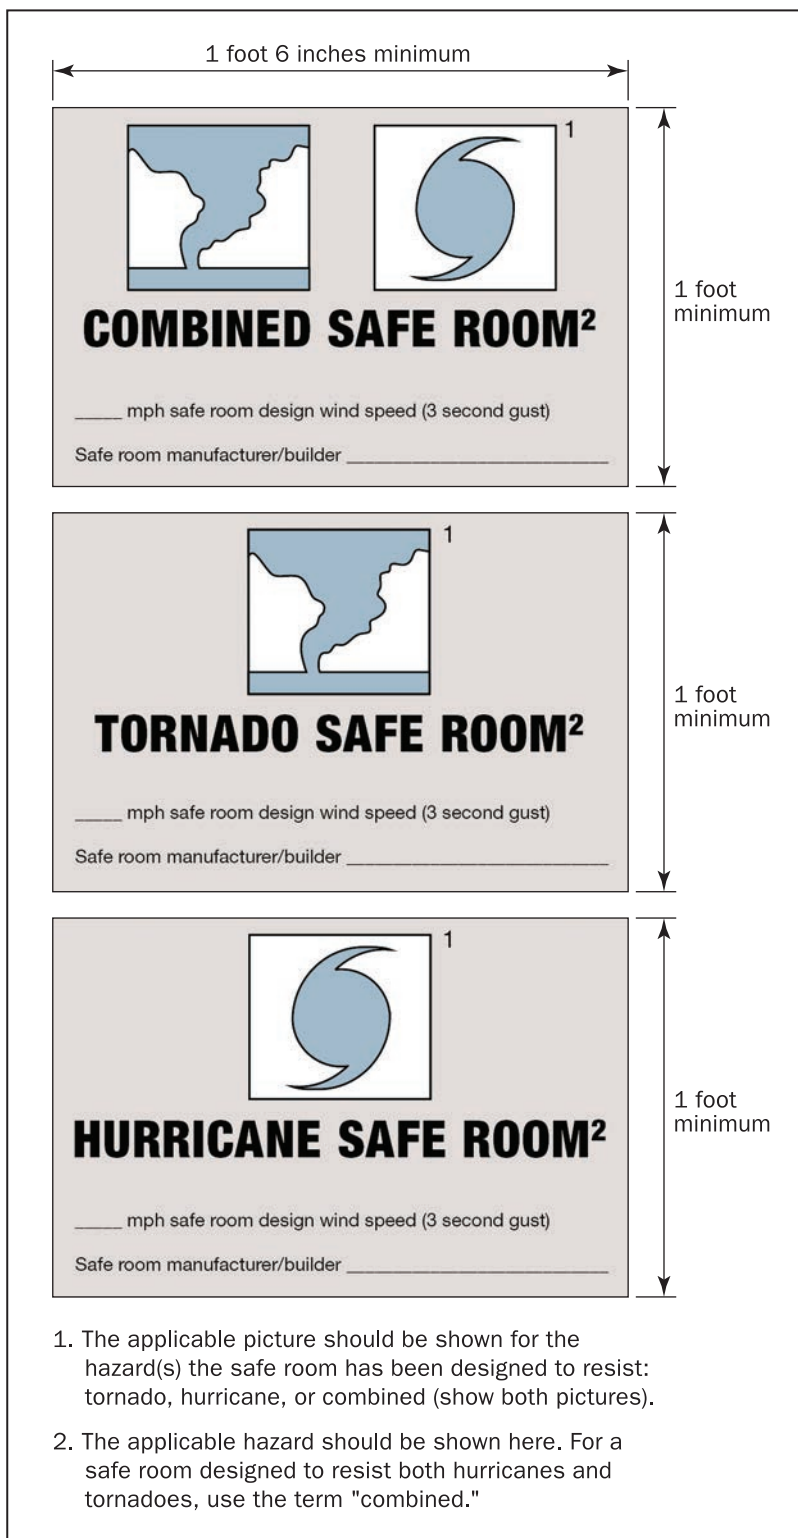 1 foot 6 inches minimum
1
COMBINED SAFE ROOM²
_____ mph safe room design wind speed (3 second gust)
Safe room manufacturer/builder ____________________________
1 foot
minimum
1
TORNADO SAFE ROOM²
_____ mph safe room design wind speed (3 second gust)
Safe room manufacturer/builder ____________________________
1 foot
minimum
1
HURRICANE SAFE ROOM²
_____ mph safe room design wind speed (3 second gust)
Safe room manufacturer/builder ____________________________
1 foot
minimum
1. The applicable picture should be shown for the
hazard(s) the safe room has been designed to resist:
tornado, hurricane, or combined (show both pictures).
2. The applicable hazard should be shown here. For a
safe room designed to resist both hurricanes and
tornadoes, use the term "combined."